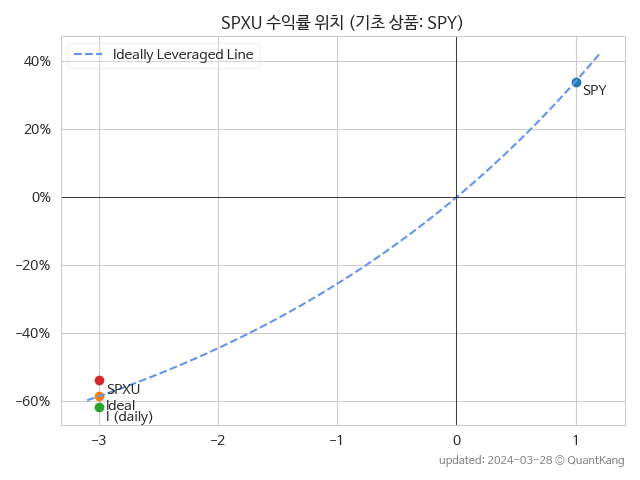 SPXU 수익률 위치 (기초 상품: SPY)
Ideally Leveraged Line
40%
20%
0%
−20%
−40%
−60%
SPY
SPXU
Ideal
I (daily)
−3
−2
−1
0
1
updated: 2024-03-28 © QuantKang